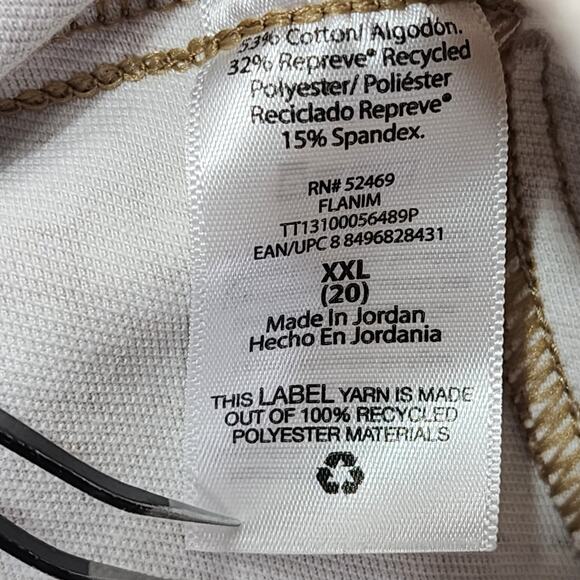 53% Cotton/ Algodón.
32% Repreve® Recycled
Polyester/ Poliéster
Reciclado Repreve®
15% Spandex.
RN# 52469
FLANIM
TT13100056489P
EAN/UPC 8 8496828431
XXL
(20)
Made In Jordan
Hecho En Jordania
THIS LABEL YARN IS MADE
OUT OF 100% RECYCLED
POLYESTER MATERIALS